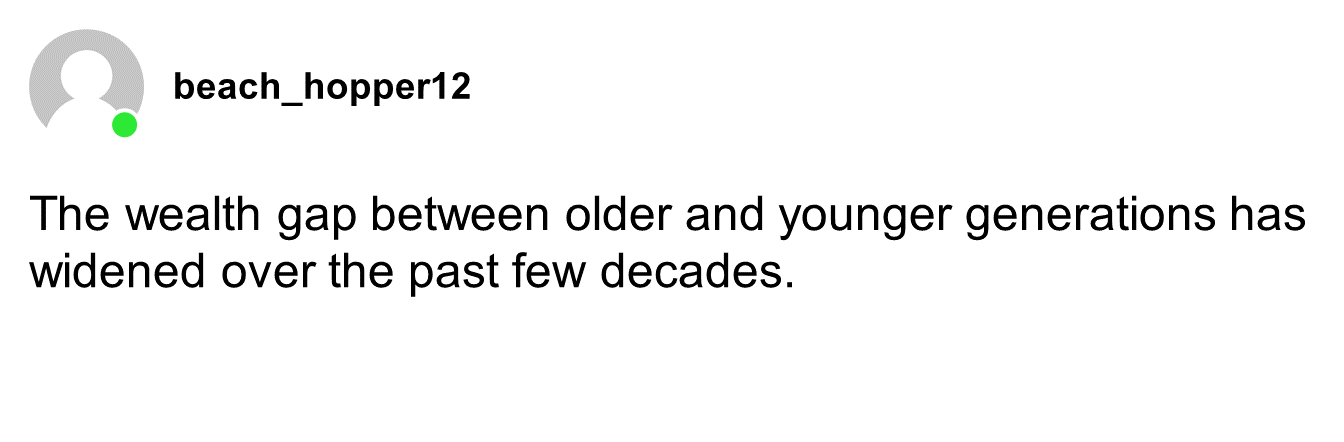 beach_hopper12
The wealth gap between older and younger generations has
widened over the past few decades.